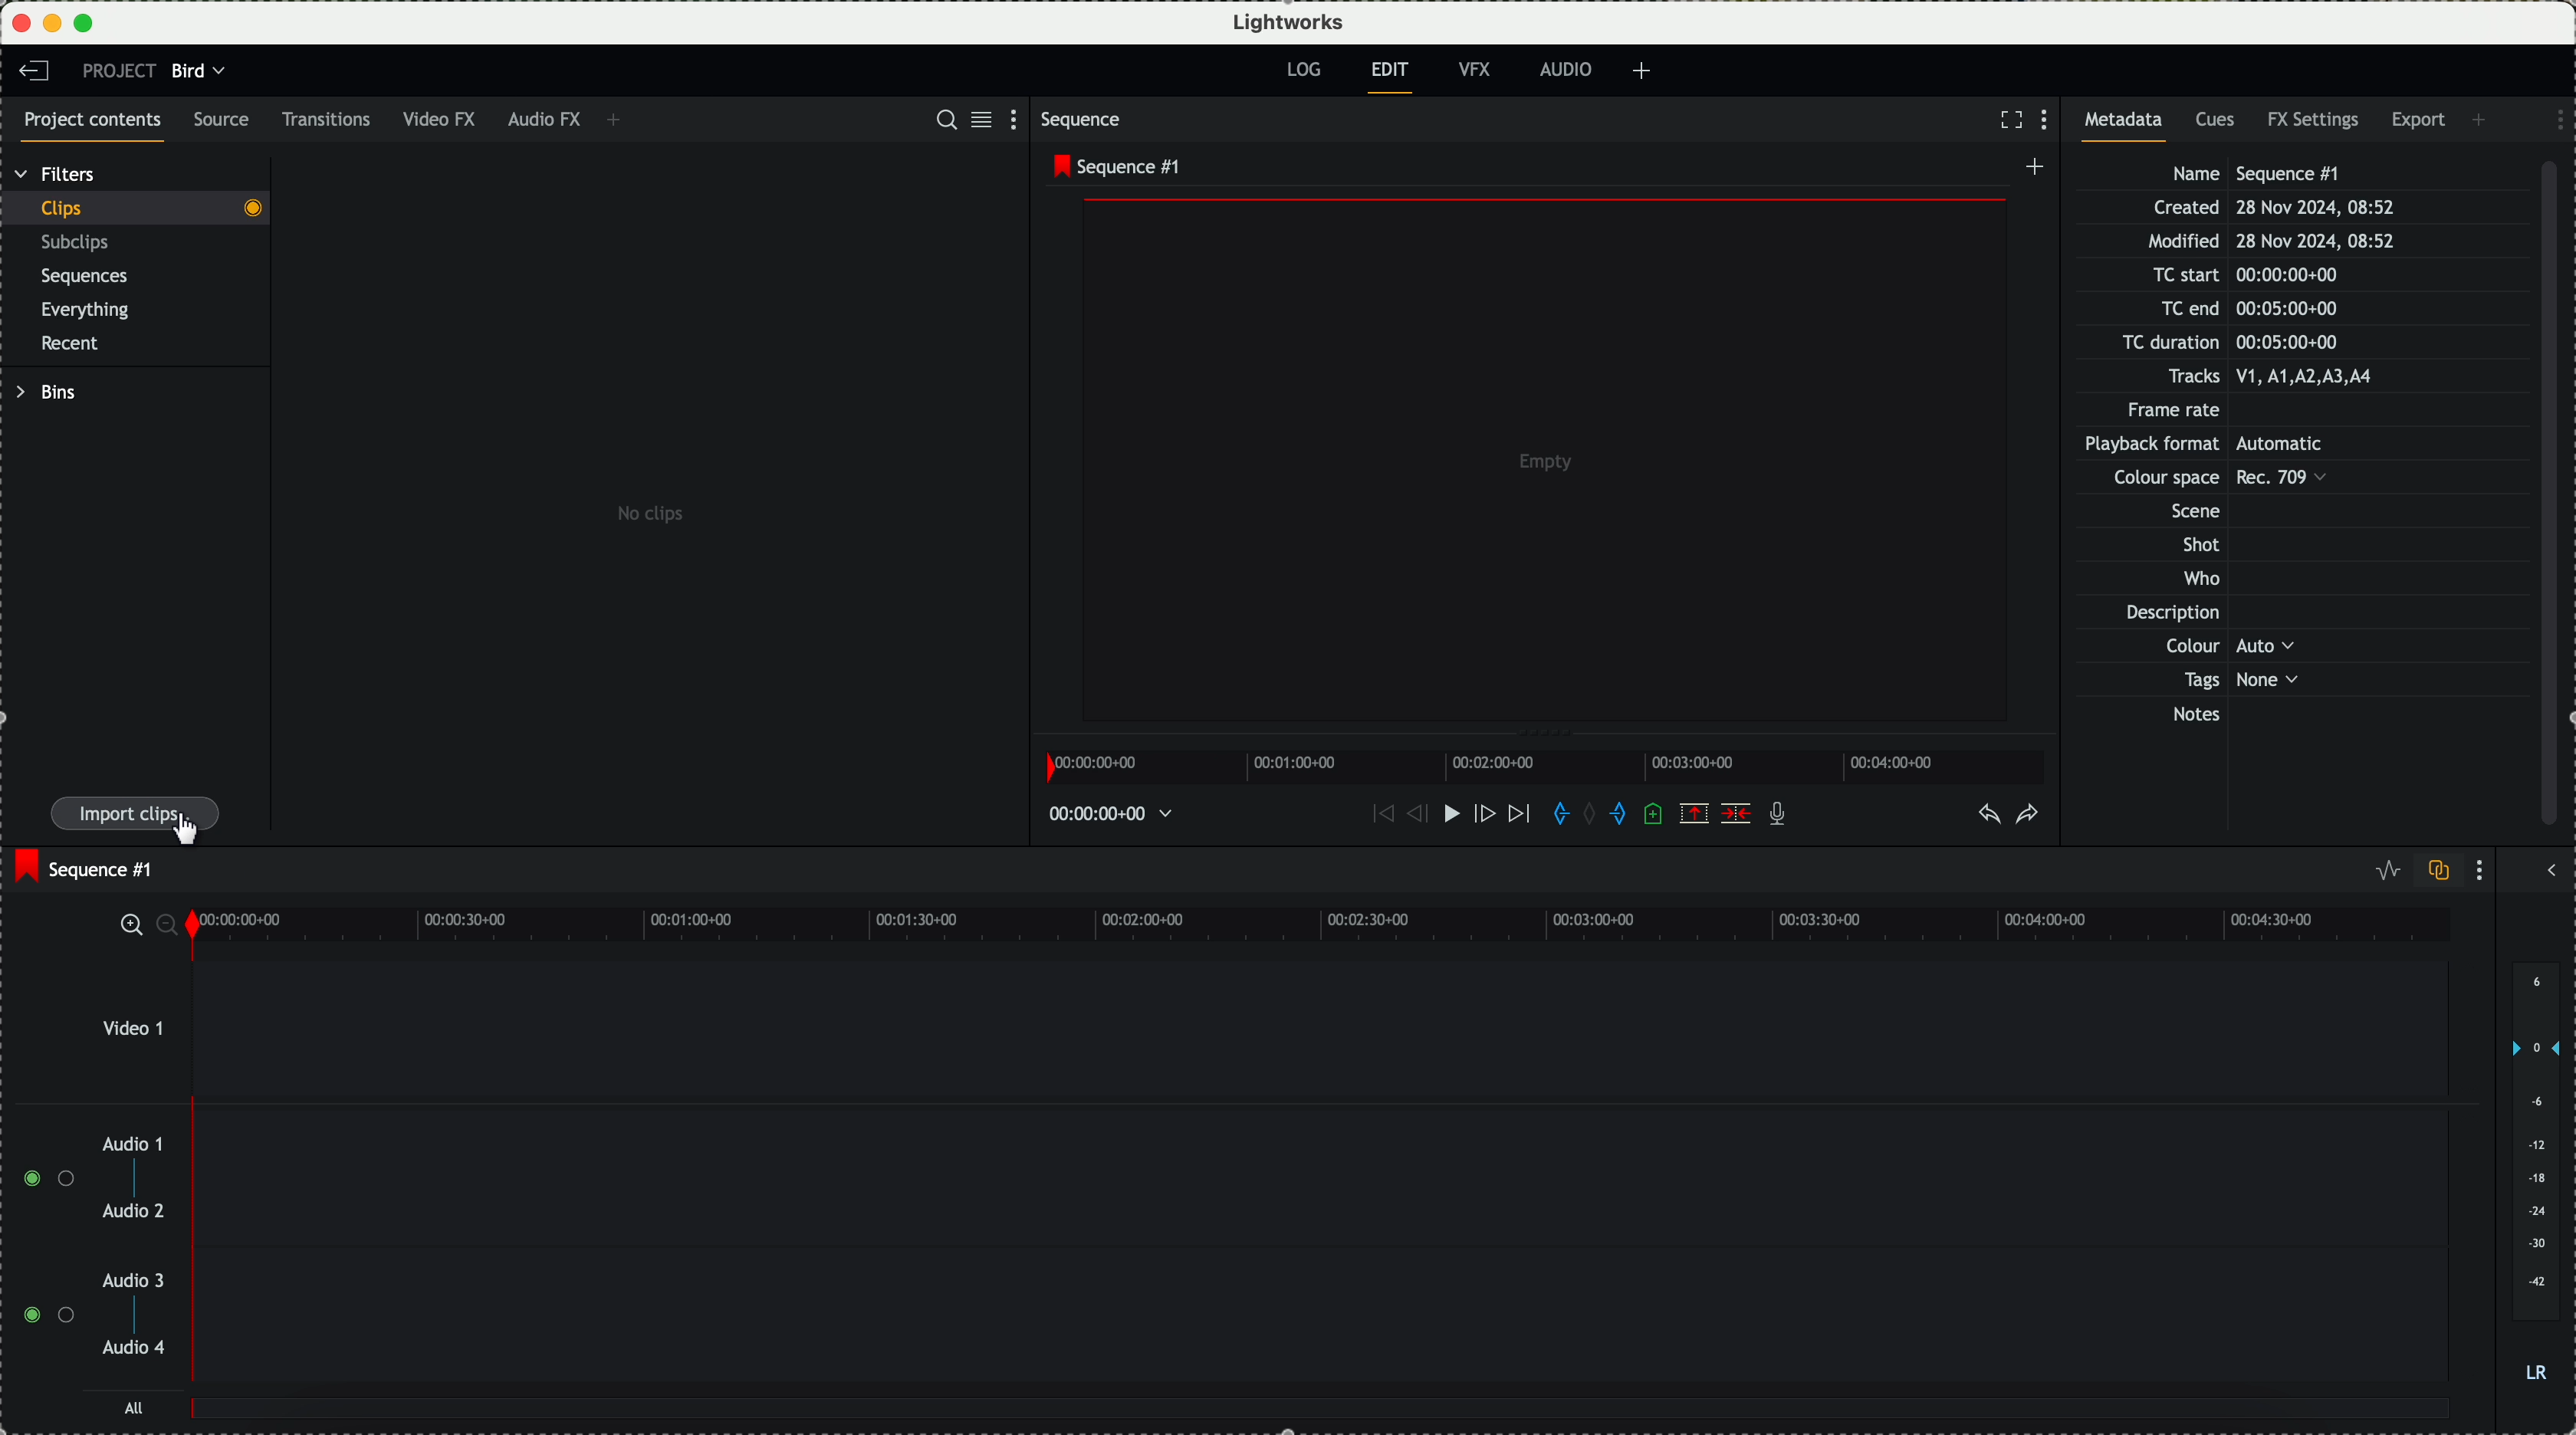 Lightworks
PROJECT Bird
LOG EDIT VFX AUDIO +
Project contents Source Transitions Video FX Audio FX +
Filters
Clips
Subclips
Sequences
Everything
Recent
Bins
No clips
Import clips
Sequence
Sequence #1
Empty
00:00:00+00 00:01:00+00 00:02:00+00 00:03:00+00 00:04:00+00
00:00:00+00
Metadata Cues FX Settings Export +
Name Sequence #1
Created 28 Nov 2024, 08:52
Modified 28 Nov 2024, 08:52
TC start 00:00:00+00
TC end 00:05:00+00
TC duration 00:05:00+00
Tracks V1, A1,A2,A3,A4
Frame rate
Playback format Automatic
Colour space Rec. 709
Scene
Shot
Who
Description
Colour Auto
Tags None
Notes
Sequence #1
00:00:00+00 00:00:30+00 00:01:00+00 00:01:30+00 00:02:00+00 00:02:30+00 00:03:00+00 00:03:30+00 00:04:00+00 00:04:30+00
Video 1
Audio 1
Audio 2
Audio 3
Audio 4
All
6
0
-6
-12
-18
-24
-30
-42
LR